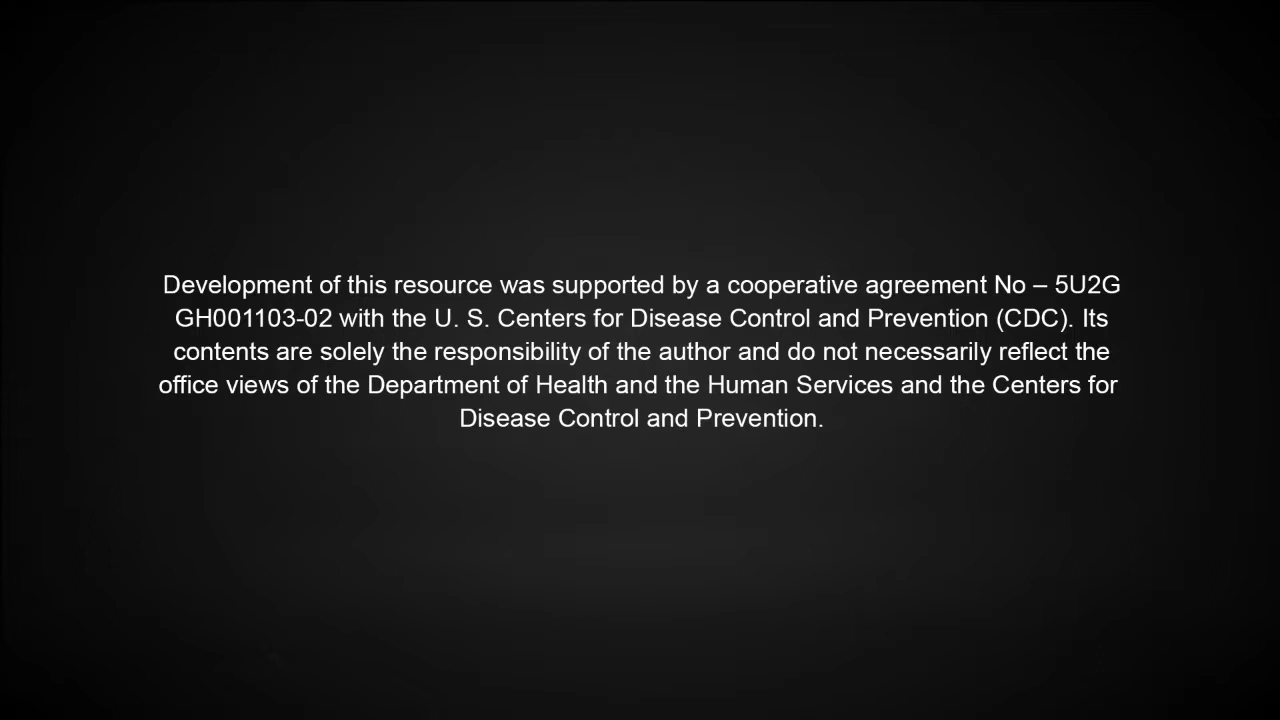 Development of this resource was supported by a cooperative agreement No – 5U2G
GH001103-02 with the U. S. Centers for Disease Control and Prevention (CDC). Its
contents are solely the responsibility of the author and do not necessarily reflect the
office views of the Department of Health and the Human Services and the Centers for
Disease Control and Prevention.